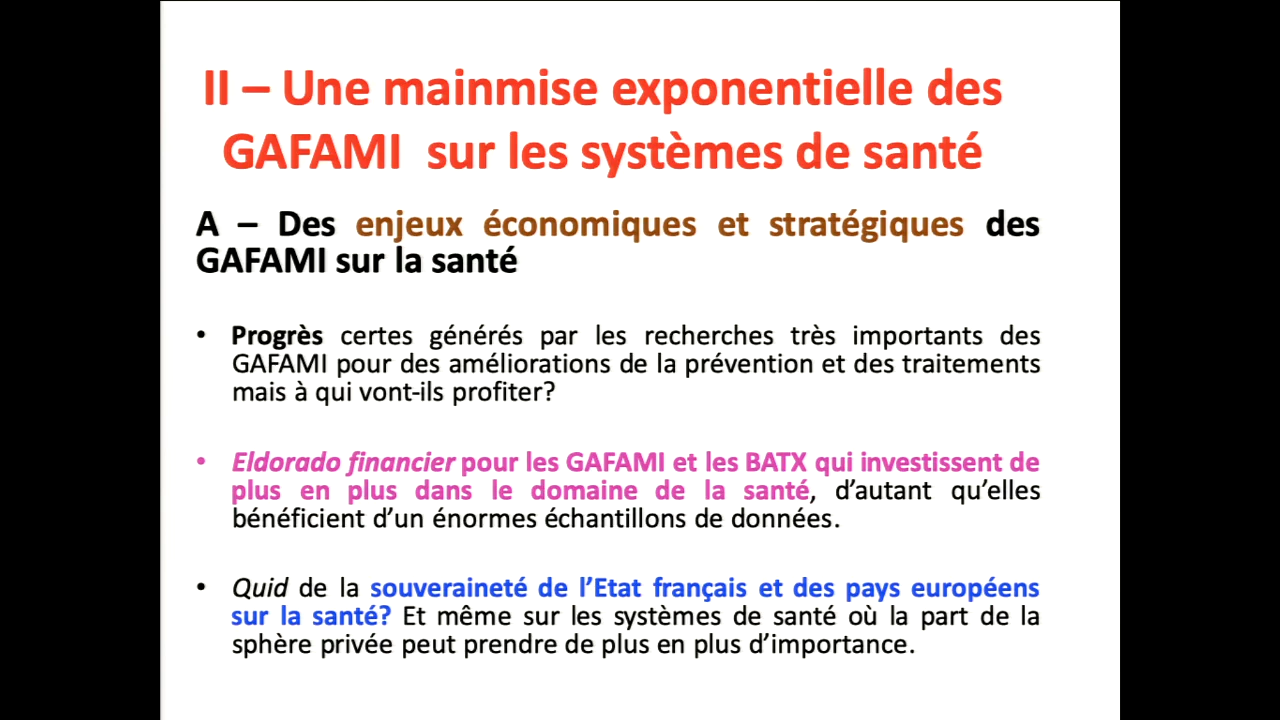 II – Une mainmise exponentielle des
GAFAMI sur les systèmes de santé
A – Des enjeux économiques et stratégiques des
GAFAMI sur la santé
• Progrès certes générés par les recherches très importants des
GAFAMI pour des améliorations de la prévention et des traitements
mais à qui vont-ils profiter?
• Eldorado financier pour les GAFAMI et les BATX qui investissent de
plus en plus dans le domaine de la santé, d’autant qu’elles
bénéficient d’un énormes échantillons de données.
• Quid de la souveraineté de l’Etat français et des pays européens
sur la santé? Et même sur les systèmes de santé où la part de la
sphère privée peut prendre de plus en plus d’importance.